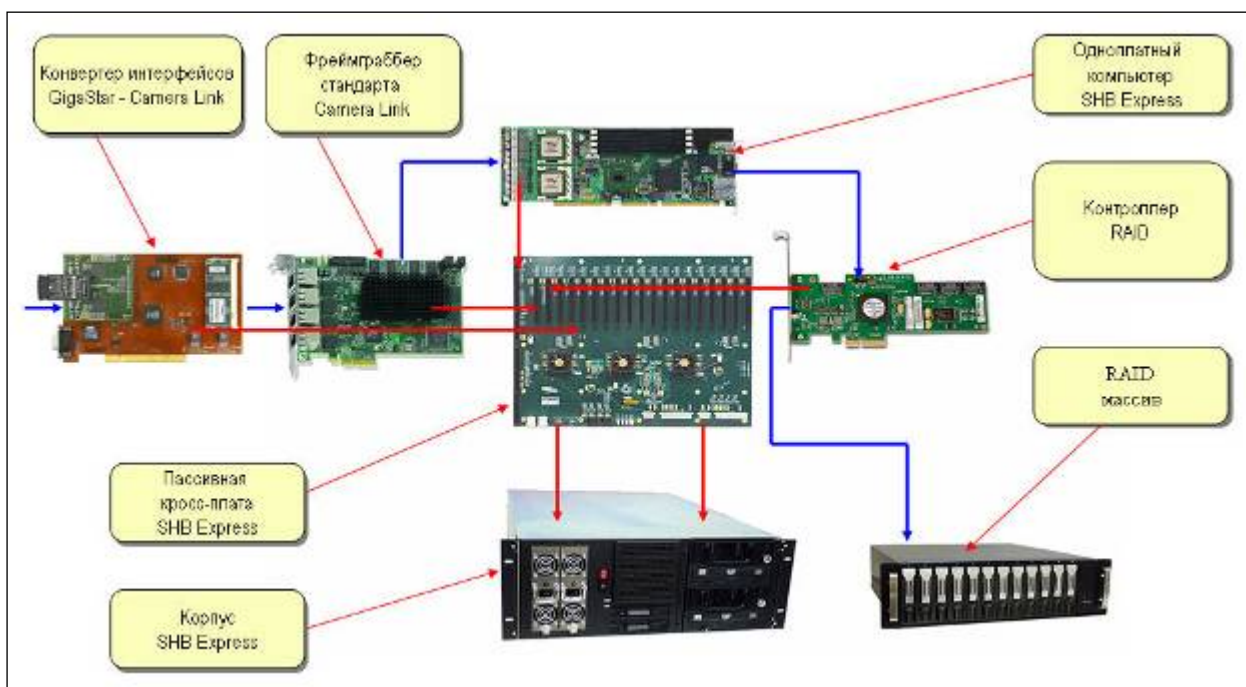 Конвертер интерфейсов
GigaStar - Camera Link
Фреймграббер
стандарта
Camera Link
Одноплатный
компьютер
SHB Express
Контроллер
RAID
RAID
массив
Пассивная
кросс-плата
SHB Express
Корпус
SHB Express